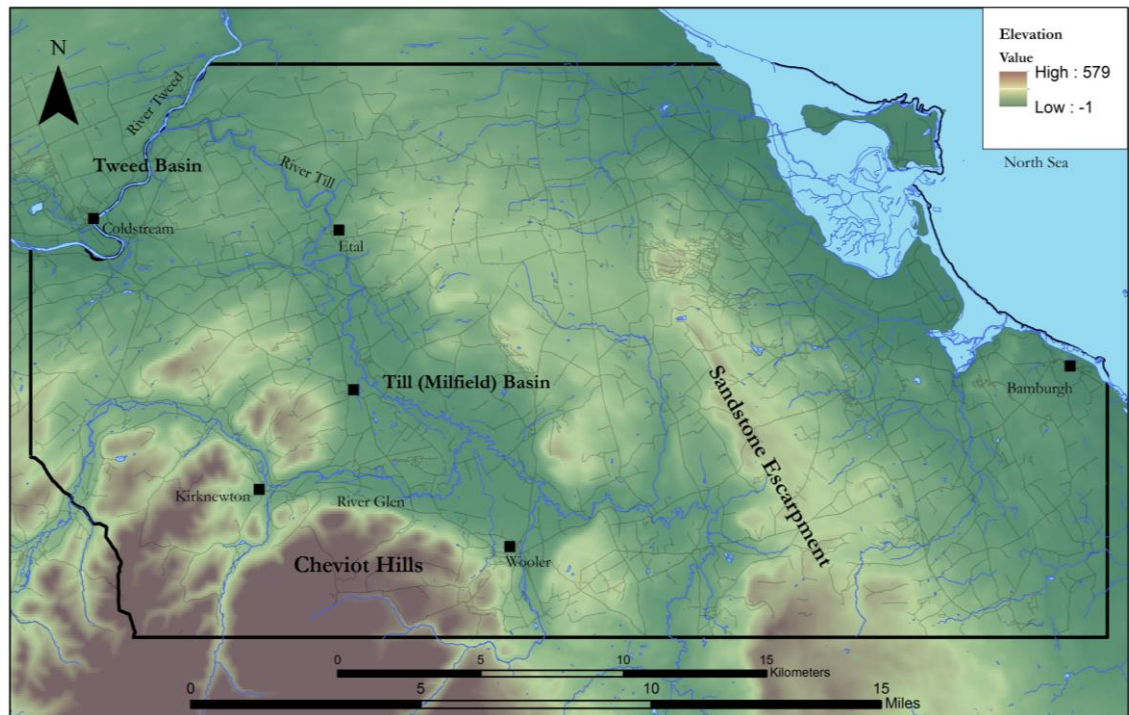 Elevation
Value
High : 579
Low : -1
N
River Tweed
North Sea
Tweed Basin
River Till
Coldstream
Etal
Sandstone Escarpment
Till (Milfield) Basin
Bamburgh
Kirknewton
River Glen
Wooler
Cheviot Hills
0 5 10 15
Kilometers
0 5 10 15
Miles